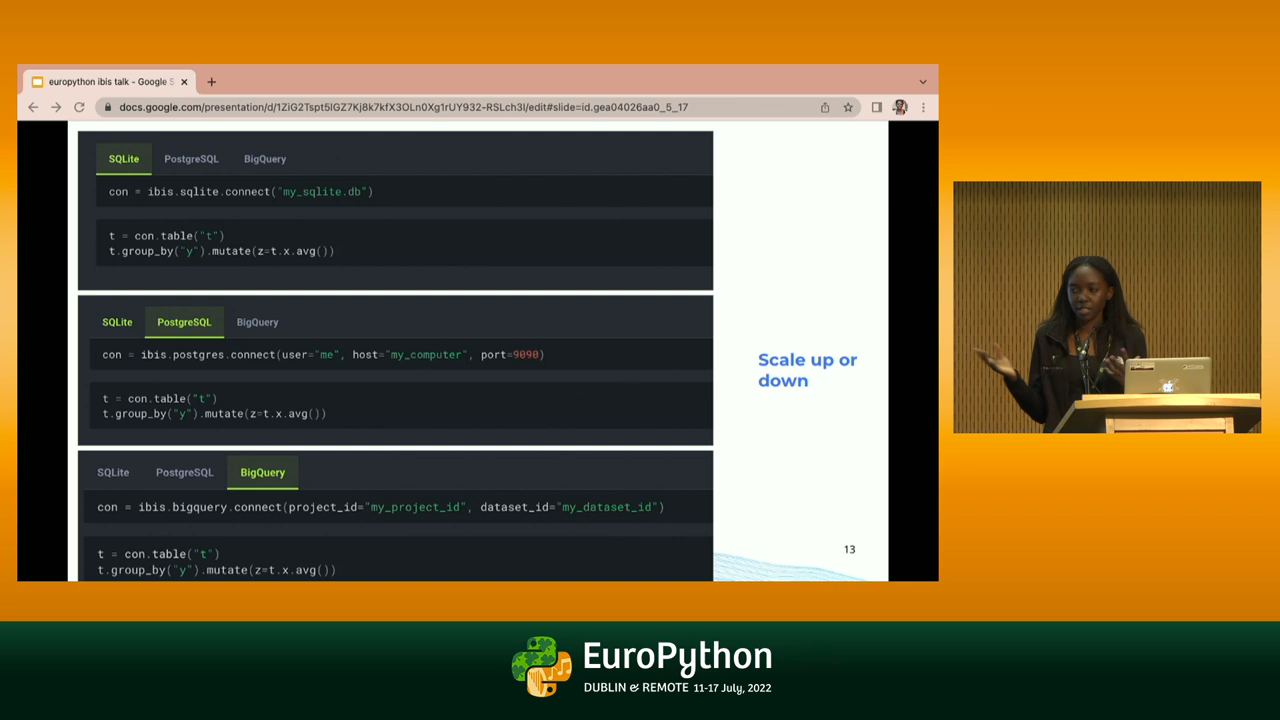 europython ibis talk - Google S
docs.google.com/presentation/d/1ZiG2Tspt5lGZ7Kj8k7kfX3OLn0Xg1rUY932-RSLch3I/edit#slide=id.gea04026aa0_5_17
SQLite PostgreSQL BigQuery
con = ibis.sqlite.connect("my_sqlite.db")
t = con.table("t")
t.group_by("y").mutate(z=t.x.avg())
SQLite PostgreSQL BigQuery
con = ibis.postgres.connect(user="me", host="my_computer", port=9090)
t = con.table("t")
t.group_by("y").mutate(z=t.x.avg())
SQLite PostgreSQL BigQuery
con = ibis.bigquery.connect(project_id="my_project_id", dataset_id="my_dataset_id")
t = con.table("t")
t.group_by("y").mutate(z=t.x.avg())
Scale up or
down
13
EuroPython
DUBLIN & REMOTE 11-17 July, 2022